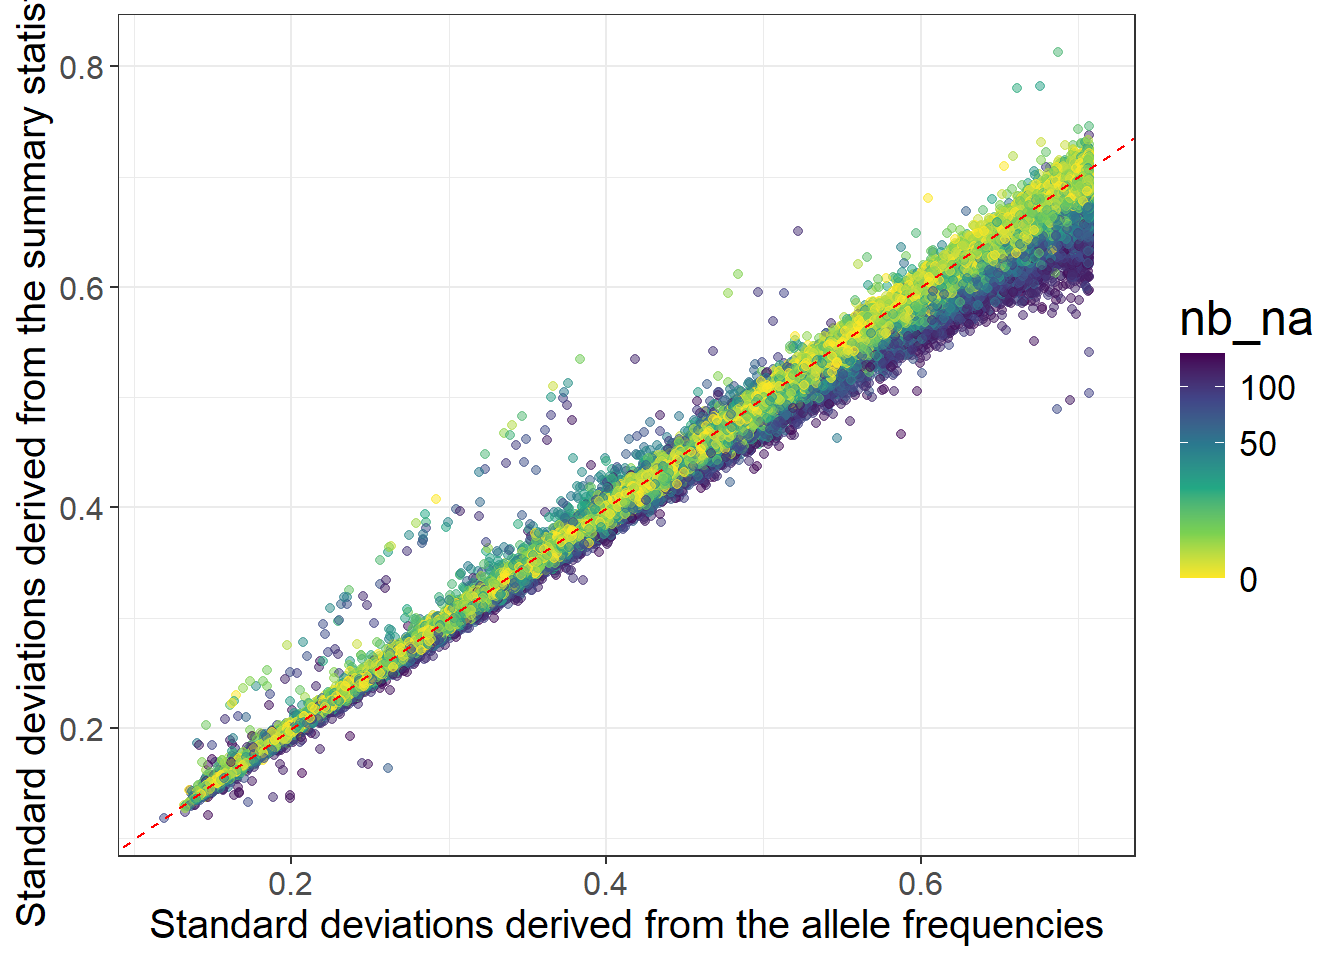 Standard deviations derived from the summary statis
0.8
0.6
0.4
0.2
0.2 0.4 0.6
Standard deviations derived from the allele frequencies
nb_na
100
50
0